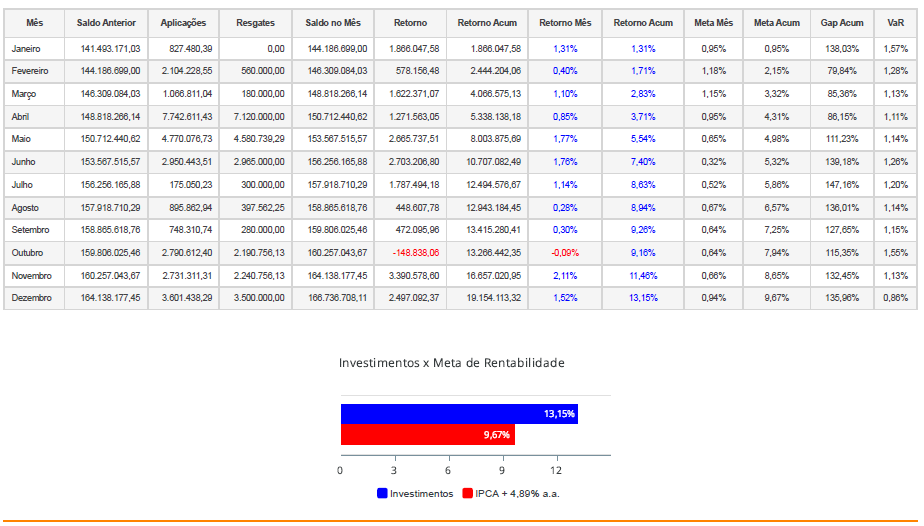 Mês Saldo Anterior Aplicações Resgates Saldo no Mês Retorno Retorno Acum Retorno Mês Retorno Acum Meta Mês Meta Acum Gap Acum VaR
Janeiro 141.493.171,03 827.480,39 0,00 144.186.699,00 1.866.047,58 1.866.047,58 1,31% 1,31% 0,95% 0,95% 138,03% 1,57%
Fevereiro 144.186.699,00 2.104.228,55 560.000,00 146.309.084,03 578.156,48 2.444.204,06 0,40% 1,71% 1,18% 2,15% 79,84% 1,28%
Março 146.309.084,03 1.066.811,04 180.000,00 148.818.266,14 1.622.371,07 4.066.575,13 1,10% 2,83% 1,15% 3,32% 85,36% 1,13%
Abril 148.818.266,14 7.742.611,43 7.120.000,00 150.712.440,62 1.271.563,05 5.338.138,18 0,85% 3,71% 0,95% 4,31% 86,15% 1,11%
Maio 150.712.440,62 4.770.076,73 4.580.739,29 153.567.515,57 2.665.737,51 8.003.875,69 1,77% 5,54% 0,65% 4,98% 111,23% 1,14%
Junho 153.567.515,57 2.950.443,51 2.965.000,00 156.256.165,88 2.703.206,80 10.707.082,49 1,76% 7,40% 0,32% 5,32% 139,18% 1,26%
Julho 156.256.165,88 175.050,23 300.000,00 157.918.710,29 1.787.494,18 12.494.576,67 1,14% 8,63% 0,52% 5,86% 147,16% 1,20%
Agosto 157.918.710,29 895.862,94 397.562,25 158.865.618,76 448.607,78 12.943.184,45 0,28% 8,94% 0,67% 6,57% 136,01% 1,14%
Setembro 158.865.618,76 748.310,74 280.000,00 159.806.025,46 472.095,96 13.415.280,41 0,30% 9,26% 0,64% 7,25% 127,65% 1,15%
Outubro 159.806.025,46 2.790.612,40 2.190.756,13 160.257.043,67 -148.838,06 13.266.442,35 -0,09% 9,16% 0,64% 7,94% 115,35% 1,55%
Novembro 160.257.043,67 2.731.311,31 2.240.756,13 164.138.177,45 3.390.578,60 16.657.020,95 2,11% 11,46% 0,66% 8,65% 132,45% 1,13%
Dezembro 164.138.177,45 3.601.438,29 3.500.000,00 166.736.708,11 2.497.092,37 19.154.113,32 1,52% 13,15% 0,94% 9,67% 135,96% 0,86%
Investimentos x Meta de Rentabilidade
13,15%
9,67%
0 3 6 9 12
Investimentos IPCA + 4,89% a.a.